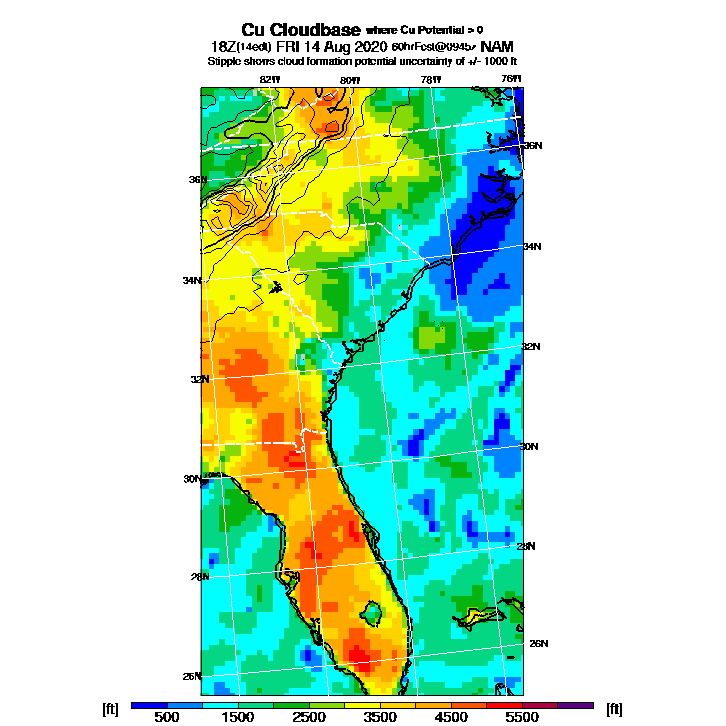 Cu Cloudbase where Cu Potential > 0
18Z(14edt) FRI 14 Aug 2020 60hrFcst@0945z NAM
Stipple shows cloud formation potential uncertainty of +/- 1000 ft
82W 80W 78W 76W
36N
36N
34N
34N
32N
32N
30N
30N
28N
28N
26N
26N
[ft] 500 1500 2500 3500 4500 5500 [ft]